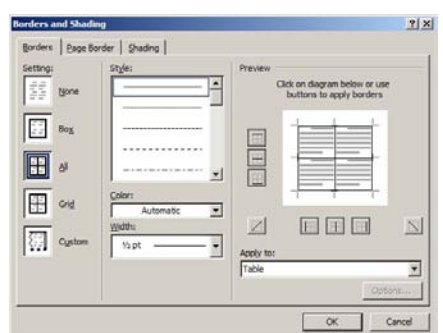 Borders and Shading
Borders
Page Border
Shading
Setting:
None
Box
All
Grid
Custom
Style:
Color:
Automatic
Width:
½ pt
Preview
Click on diagram below or use
buttons to apply borders
Apply to:
Table
Options...
OK
Cancel